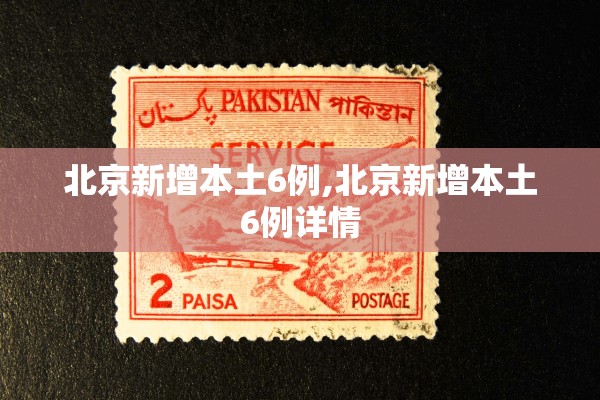 پاکستان PAKISTAN পাকিস্তান
SERVICE
北京新增本土6例,北京新增本土
6例详情
2 PAISA POSTAGE